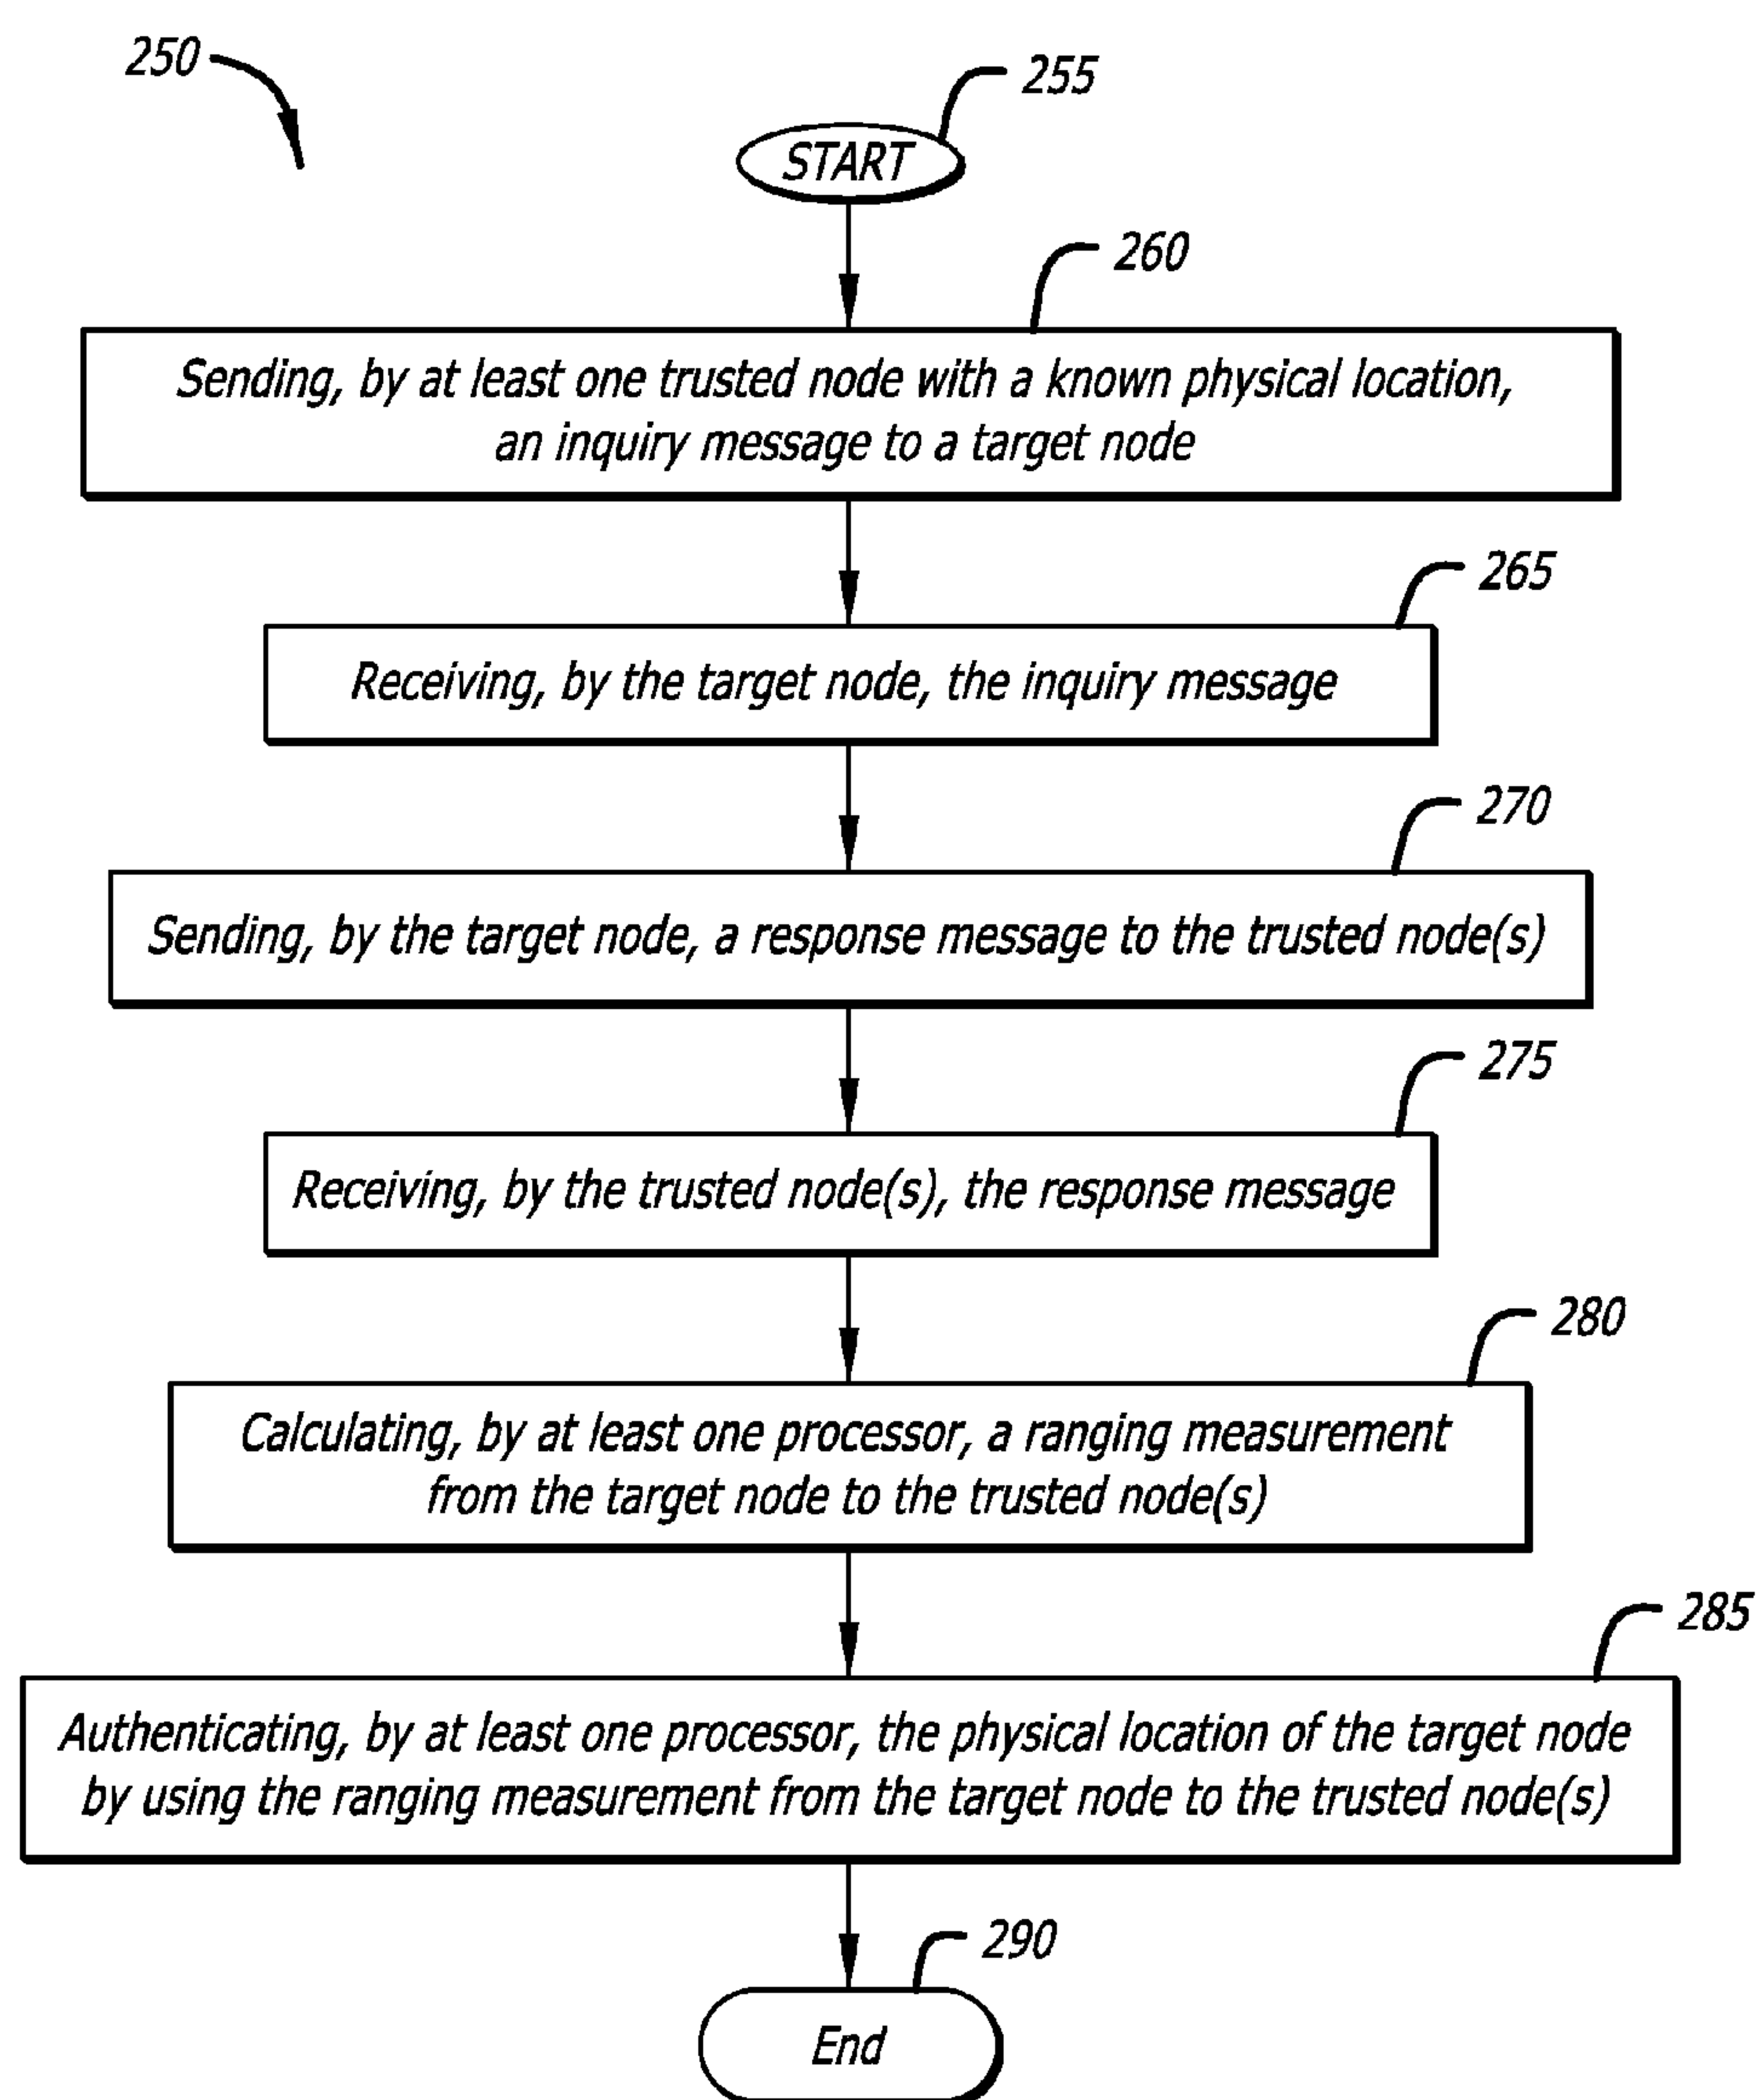 250
255
START
260
Sending, by at least one trusted node with a known physical location,
an inquiry message to a target node
265
Receiving, by the target node, the inquiry message
270
Sending, by the target node, a response message to the trusted node(s)
275
Receiving, by the trusted node(s), the response message
280
Calculating, by at least one processor, a ranging measurement
from the target node to the trusted node(s)
285
Authenticating, by at least one processor, the physical location of the target node
by using the ranging measurement from the target node to the trusted node(s)
290
End